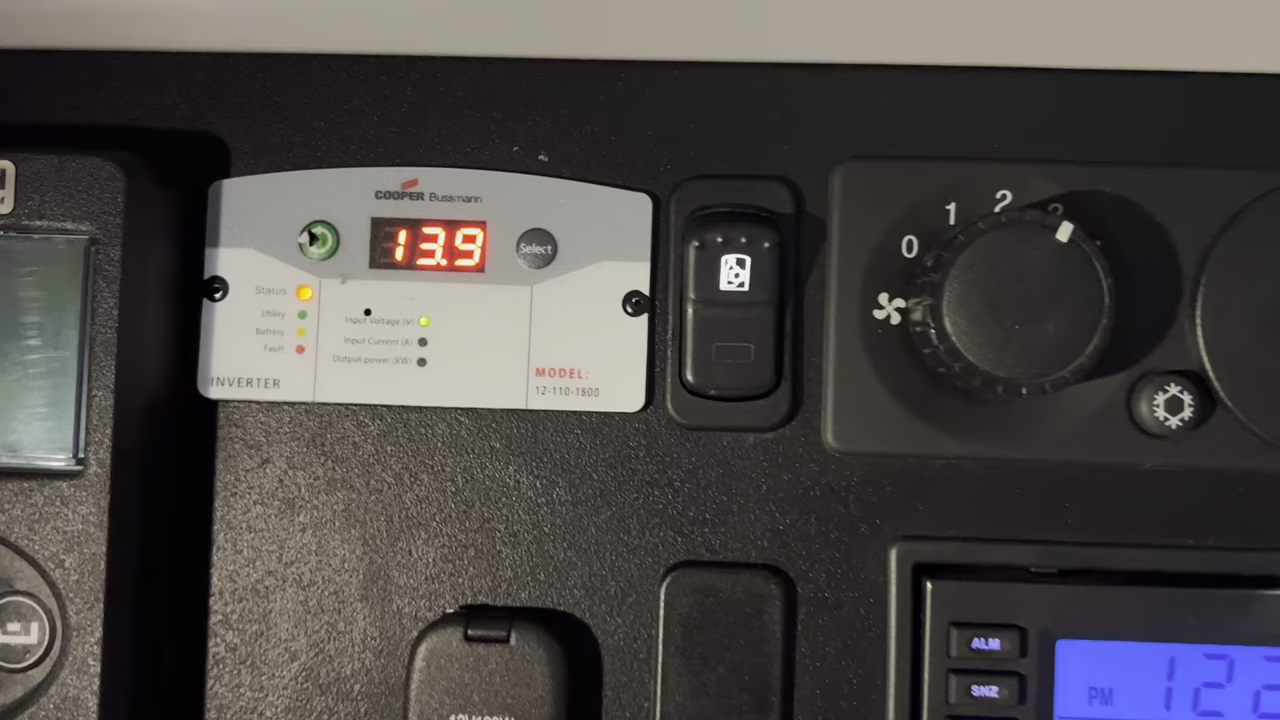 COOPER Bussmann
13.9
Select
Status
Utility
Battery
Fault
INVERTER
Input Voltage (V)
Input Current (A)
Output power (KW)
MODEL:
12-110-1800
0
1
2
3
ALM
SNZ
PM